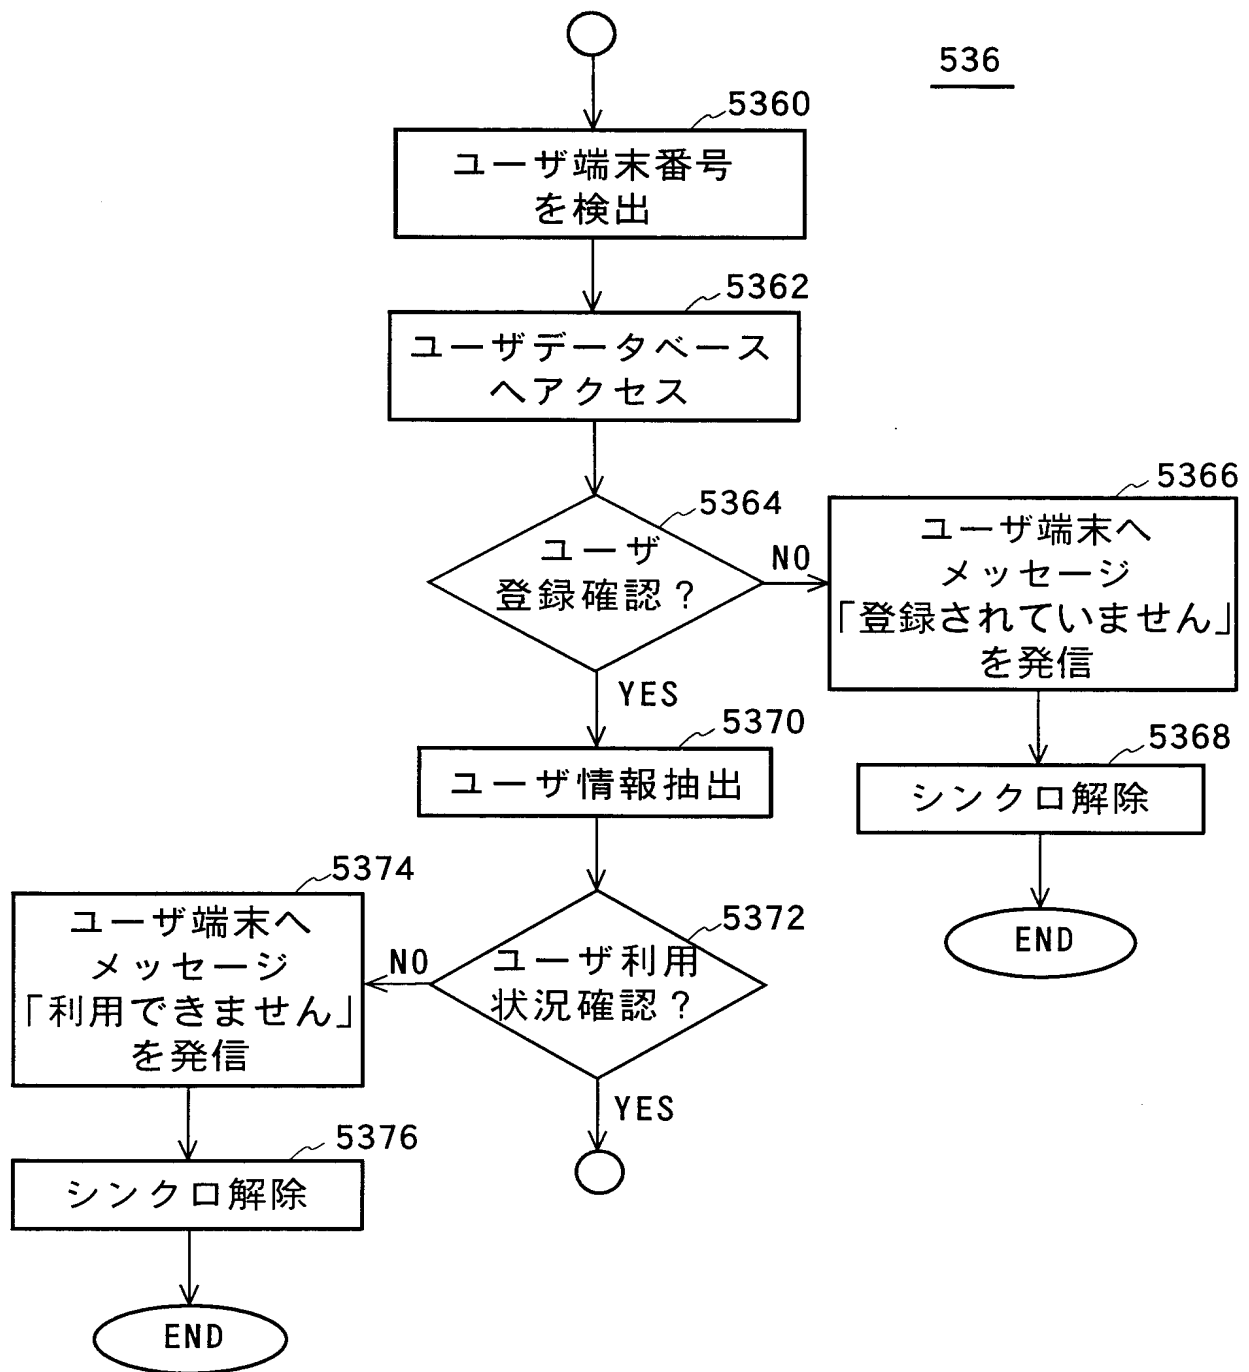 536
5360
ユーザ端末番号
を検出
5362
ユーザデータベース
へアクセス
5364
ユーザ
登録確認？
NO
5366
ユーザ端末へ
メッセージ
「登録されていません」
を発信
YES
5370
ユーザ情報抽出
5368
シンクロ解除
END
5372
ユーザ利用
状況確認？
NO
5374
ユーザ端末へ
メッセージ
「利用できません」
を発信
YES
5376
シンクロ解除
END